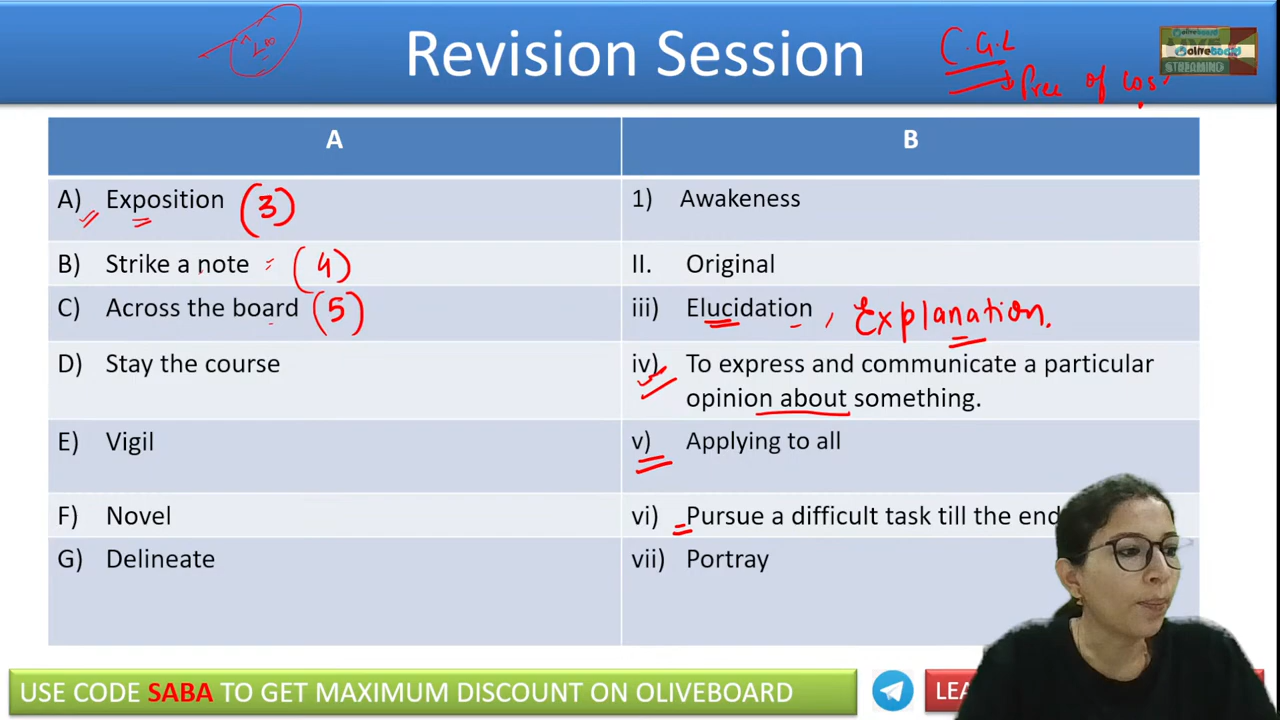 Revision Session
C.G.L
free of cos
oliveboard
STREAMING
A
B
A) Exposition (3)
1) Awakeness
B) Strike a note = (4)
II. Original
C) Across the board (5)
iii) Elucidation, Explanation.
D) Stay the course
iv) To express and communicate a particular
opinion about something.
E) Vigil
v) Applying to all
F) Novel
vi) Pursue a difficult task till the end
G) Delineate
vii) Portray
USE CODE SABA TO GET MAXIMUM DISCOUNT ON OLIVEBOARD
LEA